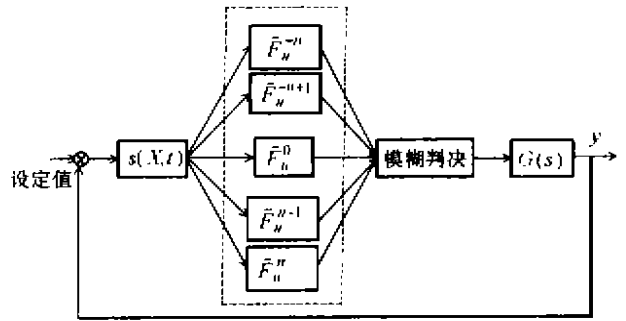 F̃_u^{-n}
F̃_u^{-n+1}
s(X,t)
F̃_u^0
模糊判决
G(s)
y
设定值
F̃_u^{n-1}
F̃_u^n